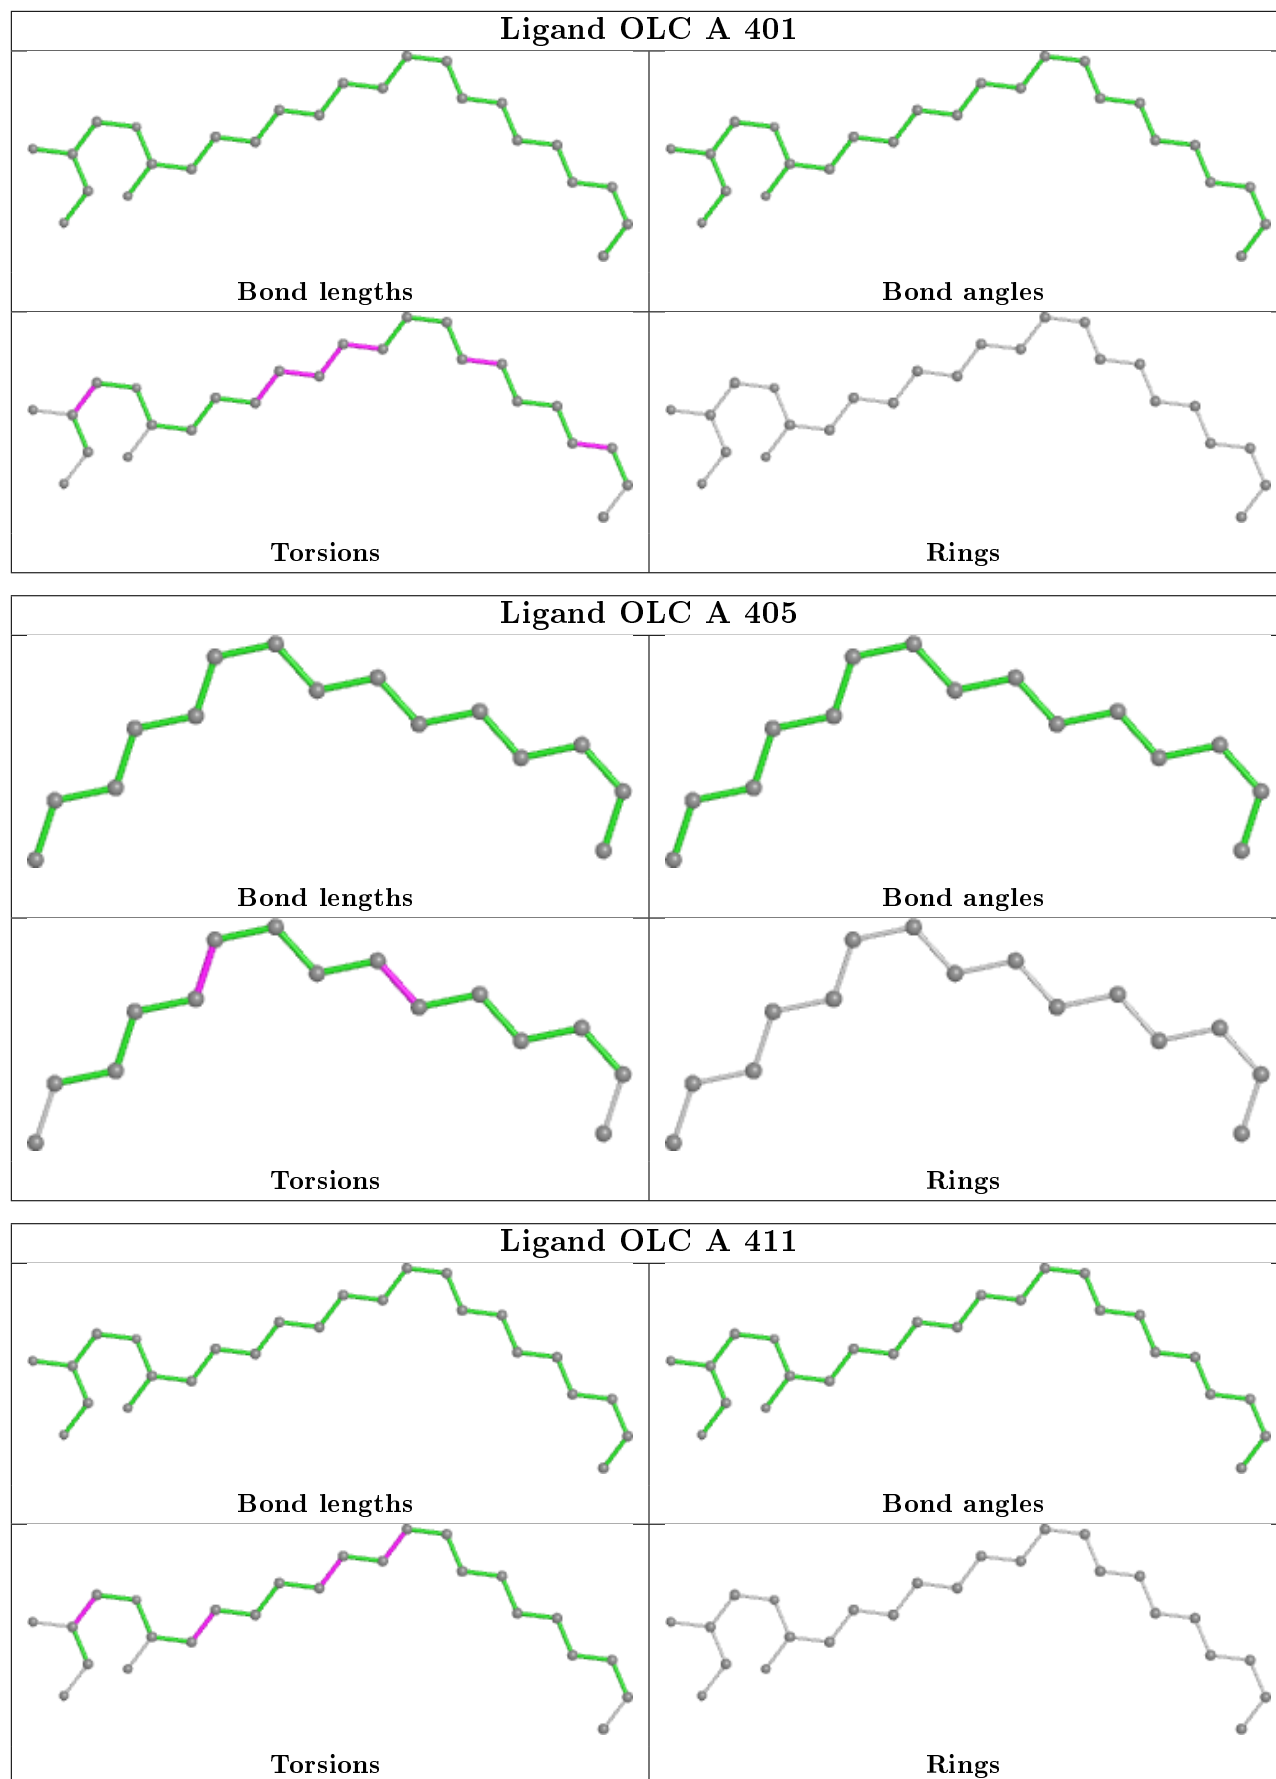 Ligand OLC A 401
Bond lengths
Bond angles
Torsions
Rings
Ligand OLC A 405
Bond lengths
Bond angles
Torsions
Rings
Ligand OLC A 411
Bond lengths
Bond angles
Torsions
Rings